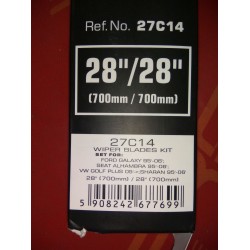 Ref. No. 27C14
28"/28"
(700mm / 700mm)
27C14
WIPER BLADES KIT
SET FOR:
FORD GALAXY 95'-06';
SEAT ALHAMBRA 95-08';
VW GOLF PLUS 05'->;SHARAN 95-08'
28" (700mm) / 28" (700mm)
5 908242 677699